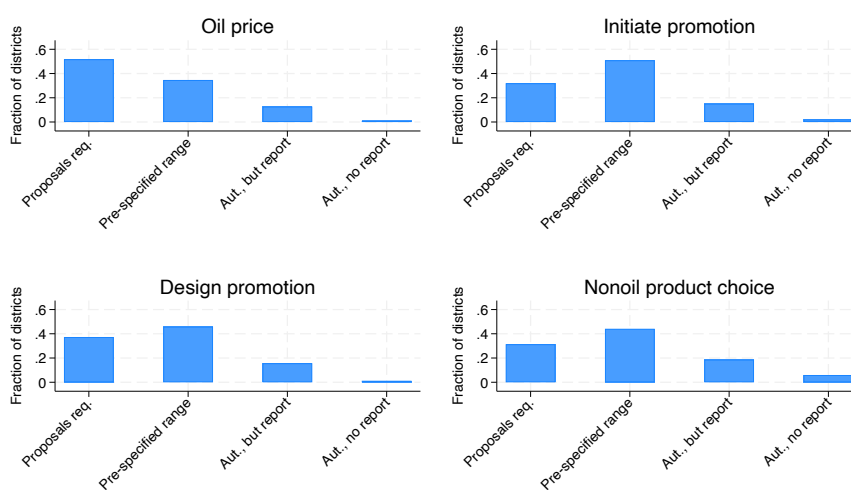 Oil price
Fraction of districts
.6
.4
.2
0
Proposals req.
Pre-specified range
Aut., but report
Aut., no report
Initiate promotion
Fraction of districts
.6
.4
.2
0
Proposals req.
Pre-specified range
Aut., but report
Aut., no report
Design promotion
Fraction of districts
.6
.4
.2
0
Proposals req.
Pre-specified range
Aut., but report
Aut., no report
Nonoil product choice
Fraction of districts
.6
.4
.2
0
Proposals req.
Pre-specified range
Aut., but report
Aut., no report